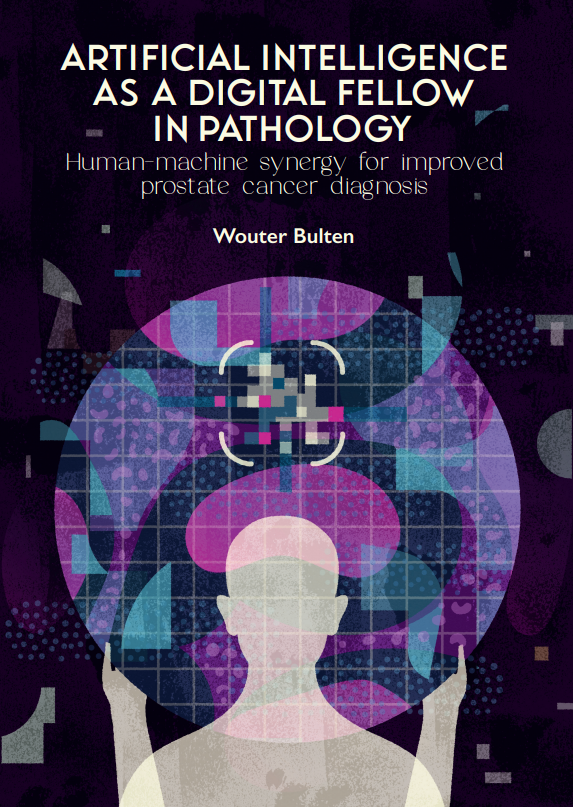 ARTIFICIAL INTELLIGENCE
AS A DIGITAL FELLOW
IN PATHOLOGY
Human-machine synergy for improved
prostate cancer diagnosis
Wouter Bulten